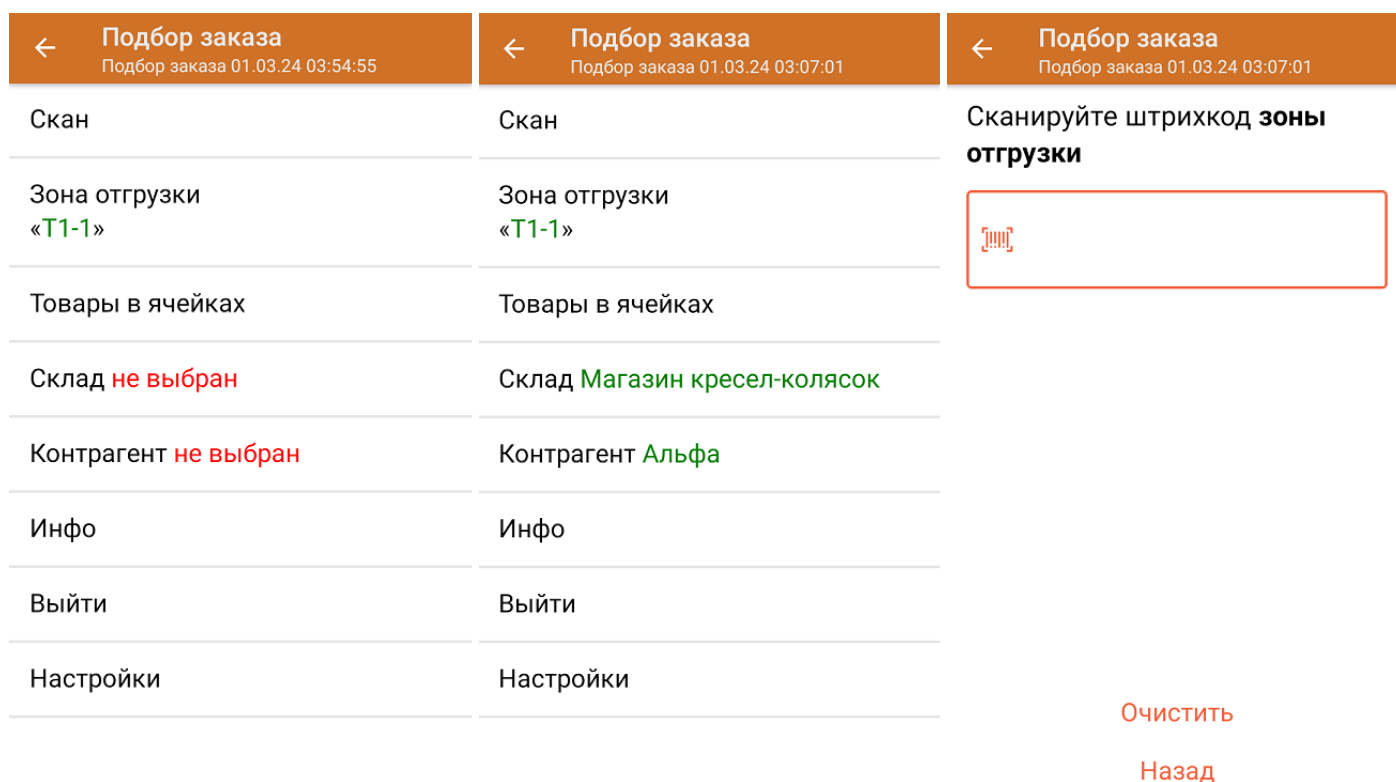 Подбор заказа
Подбор заказа 01.03.24 03:54:55
Скан
Зона отгрузки
«Т1-1»
Товары в ячейках
Склад не выбран
Контрагент не выбран
Инфо
Выйти
Настройки
Подбор заказа
Подбор заказа 01.03.24 03:07:01
Скан
Зона отгрузки
«Т1-1»
Товары в ячейках
Склад Магазин кресел-колясок
Контрагент Альфа
Инфо
Выйти
Настройки
Подбор заказа
Подбор заказа 01.03.24 03:07:01
Сканируйте штрихкод зоны
отгрузки
Очистить
Назад